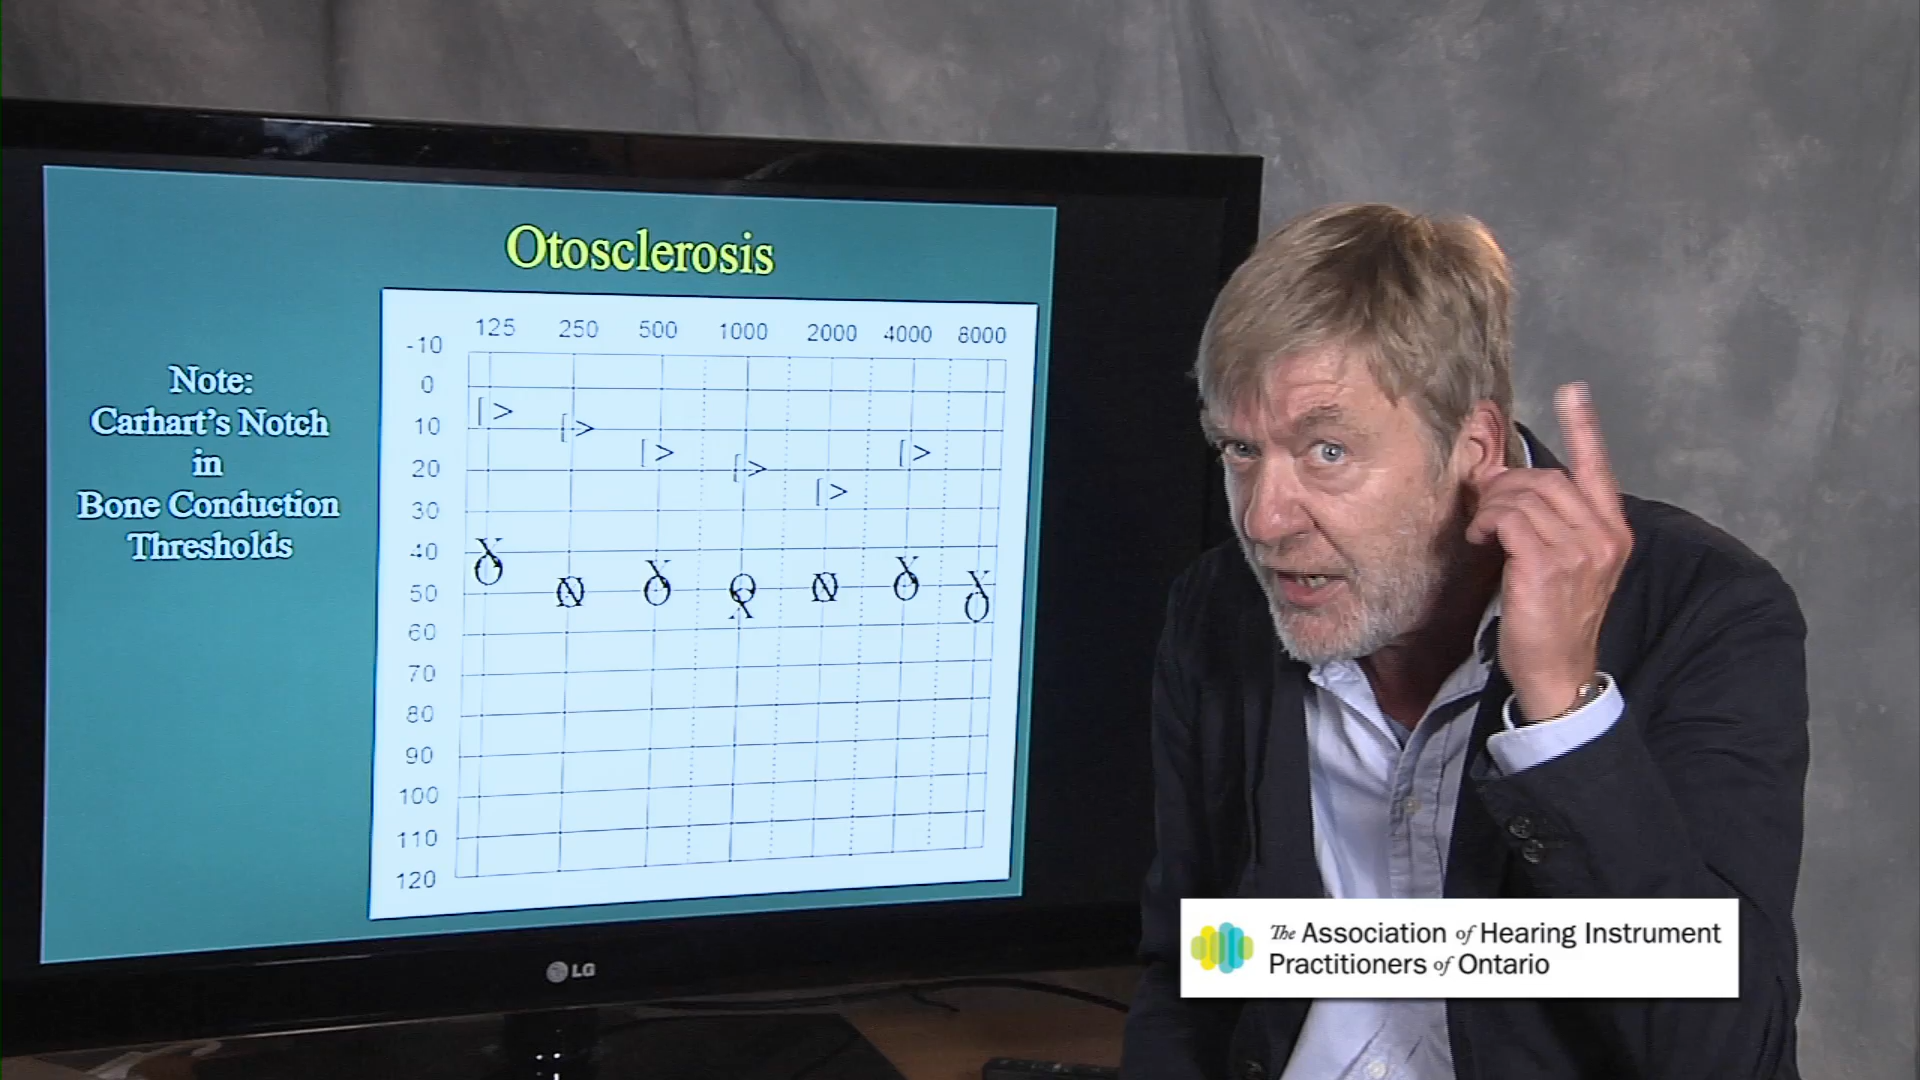 Otosclerosis
Note:
Carhart's Notch
in
Bone Conduction
Thresholds
125 250 500 1000 2000 4000 8000
-10
0
10
20
30
40
50
60
70
80
90
100
110
120
[ > [ > [ > [ > [ > [ >
X O X O X O X O X O X O X O
LG
The Association of Hearing Instrument
Practitioners of Ontario